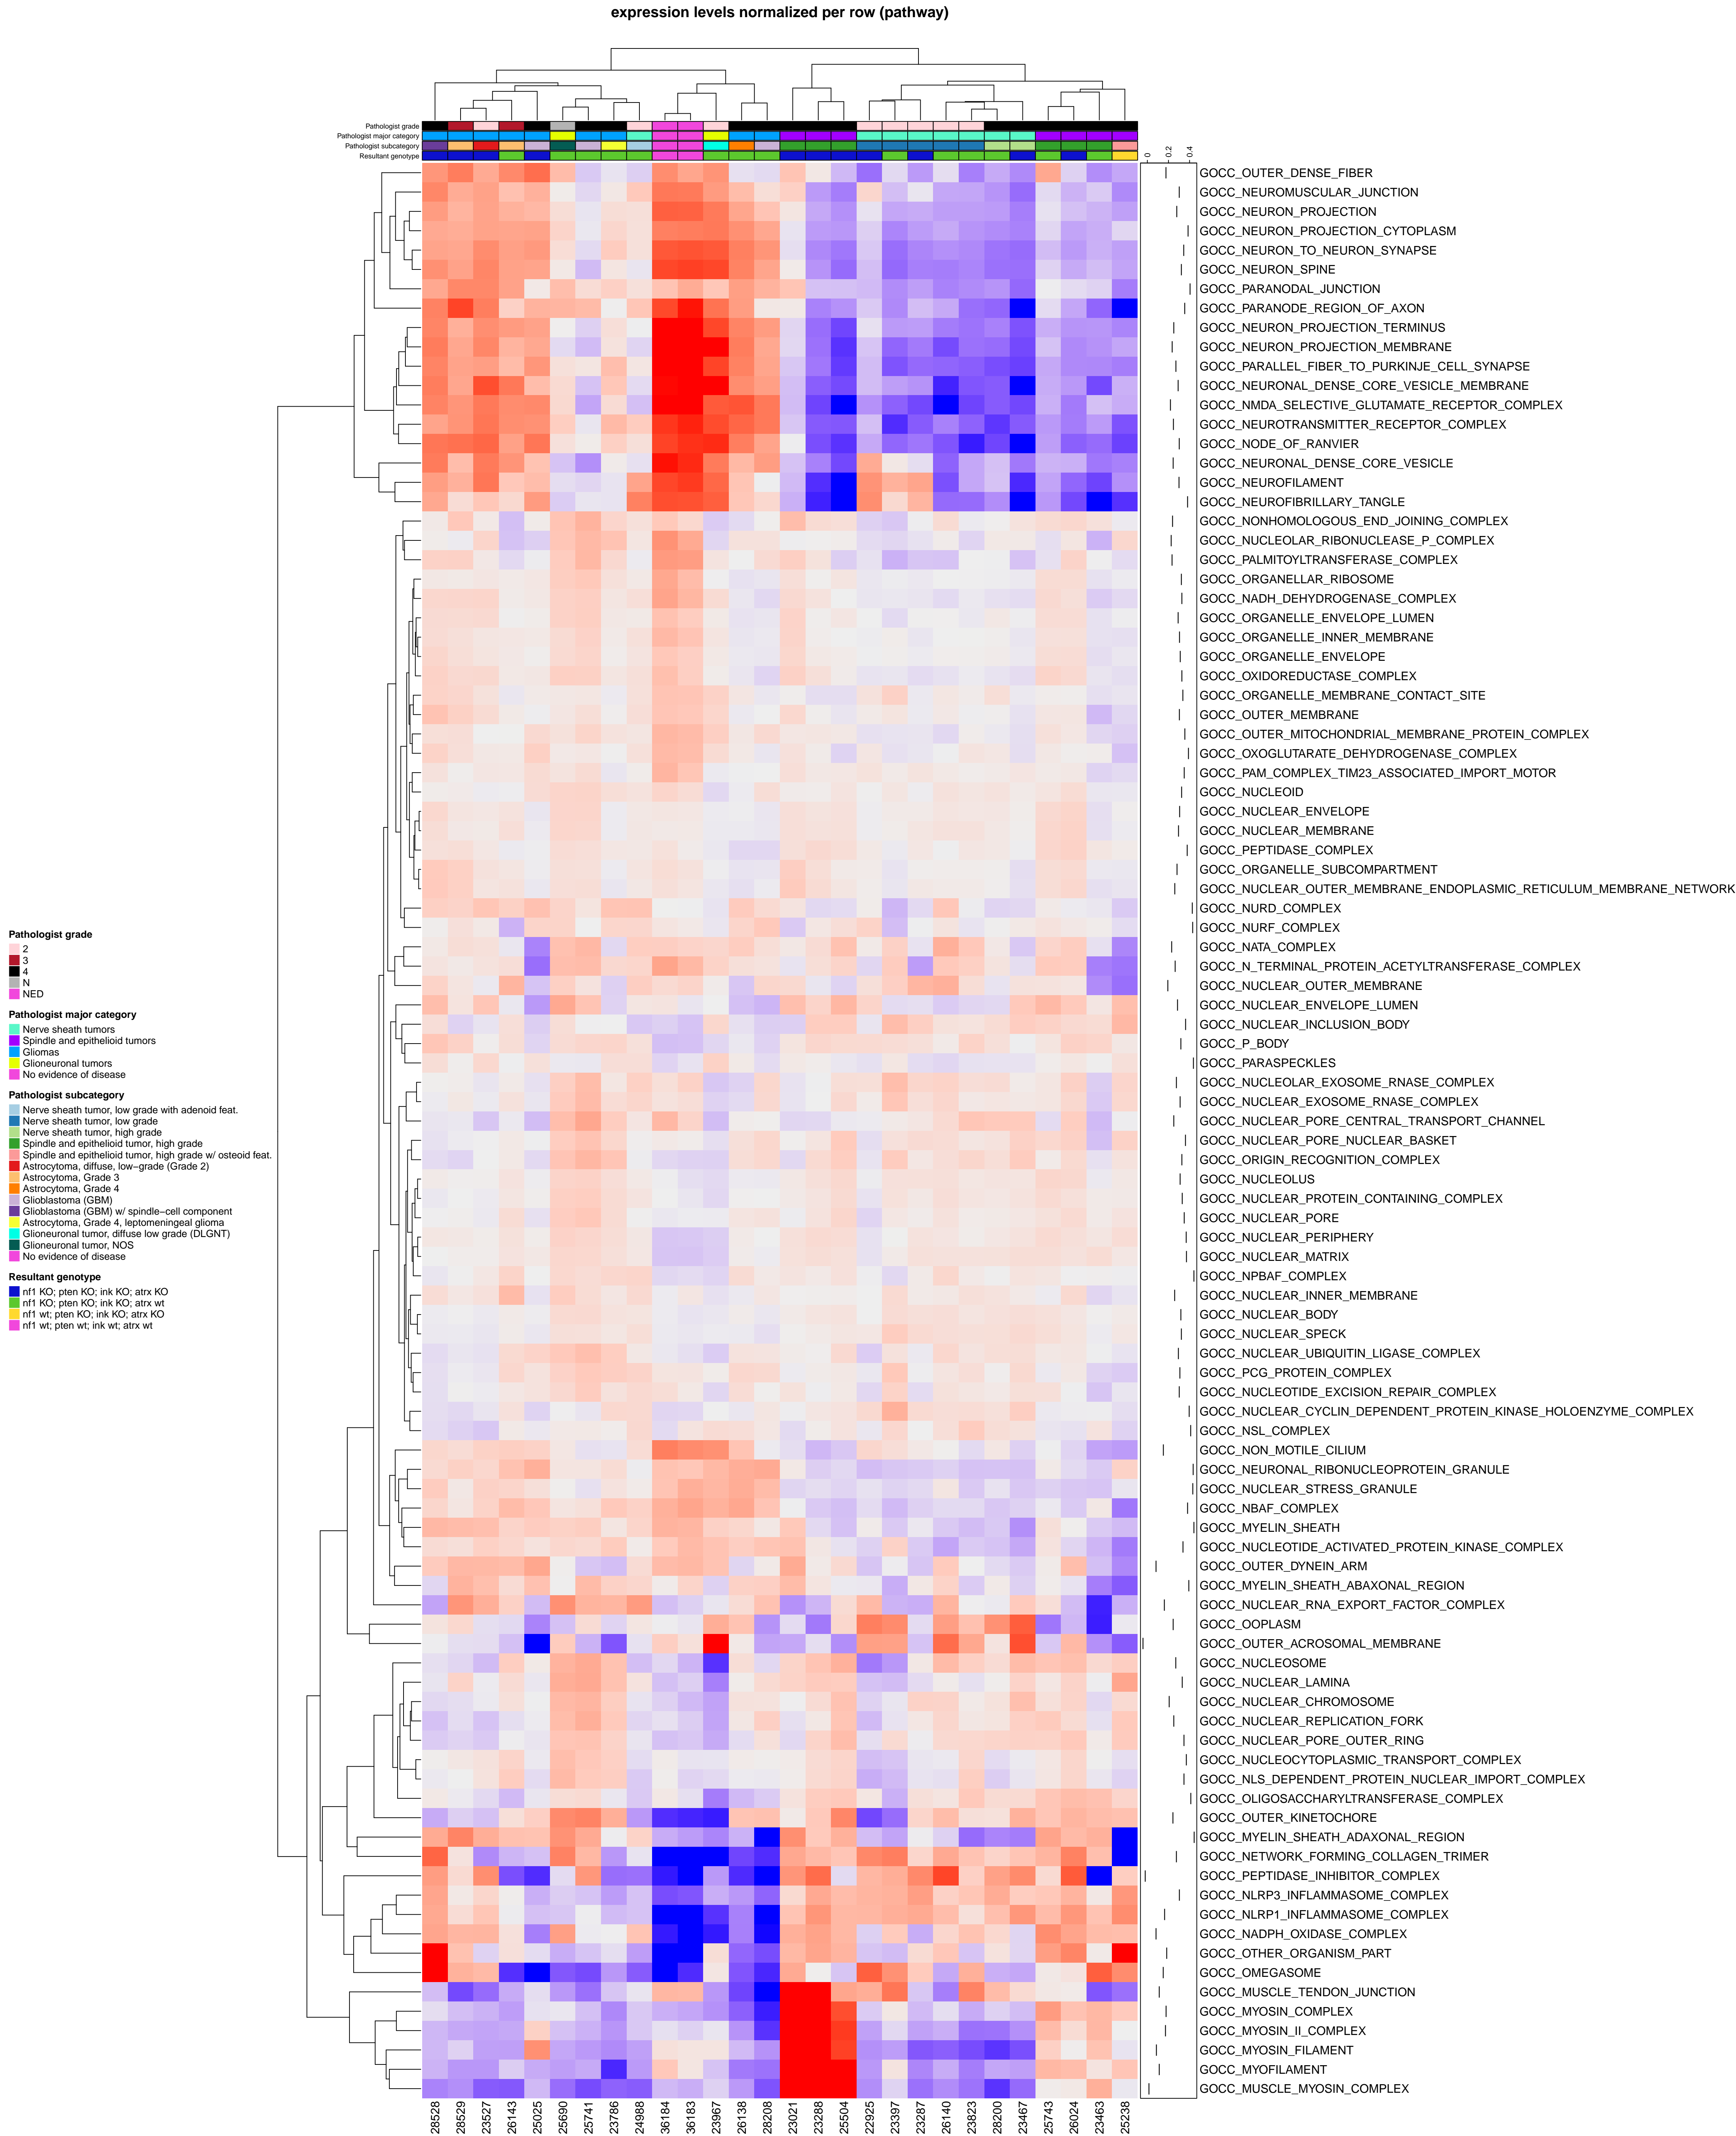 expression levels normalized per row (pathway)
Pathologist grade
Pathologist major category
Pathologist subcategory
Resultant genotype
0
0.2
0.4
GOCC_OUTER_DENSE_FIBER
GOCC_NEUROMUSCULAR_JUNCTION
GOCC_NEURON_PROJECTION
GOCC_NEURON_PROJECTION_CYTOPLASM
GOCC_NEURON_TO_NEURON_SYNAPSE
GOCC_NEURON_SPINE
GOCC_PARANODAL_JUNCTION
GOCC_PARANODE_REGION_OF_AXON
GOCC_NEURON_PROJECTION_TERMINUS
GOCC_NEURON_PROJECTION_MEMBRANE
GOCC_PARALLEL_FIBER_TO_PURKINJE_CELL_SYNAPSE
GOCC_NEURONAL_DENSE_CORE_VESICLE_MEMBRANE
GOCC_NMDA_SELECTIVE_GLUTAMATE_RECEPTOR_COMPLEX
GOCC_NEUROTRANSMITTER_RECEPTOR_COMPLEX
GOCC_NODE_OF_RANVIER
GOCC_NEURONAL_DENSE_CORE_VESICLE
GOCC_NEUROFILAMENT
GOCC_NEUROFIBRILLARY_TANGLE
GOCC_NONHOMOLOGOUS_END_JOINING_COMPLEX
GOCC_NUCLEOLAR_RIBONUCLEASE_P_COMPLEX
GOCC_PALMITOYLTRANSFERASE_COMPLEX
GOCC_ORGANELLAR_RIBOSOME
GOCC_NADH_DEHYDROGENASE_COMPLEX
GOCC_ORGANELLE_ENVELOPE_LUMEN
GOCC_ORGANELLE_INNER_MEMBRANE
GOCC_ORGANELLE_ENVELOPE
GOCC_OXIDOREDUCTASE_COMPLEX
GOCC_ORGANELLE_MEMBRANE_CONTACT_SITE
GOCC_OUTER_MEMBRANE
GOCC_OUTER_MITOCHONDRIAL_MEMBRANE_PROTEIN_COMPLEX
GOCC_OXOGLUTARATE_DEHYDROGENASE_COMPLEX
GOCC_PAM_COMPLEX_TIM23_ASSOCIATED_IMPORT_MOTOR
GOCC_NUCLEOID
GOCC_NUCLEAR_ENVELOPE
GOCC_NUCLEAR_MEMBRANE
GOCC_PEPTIDASE_COMPLEX
GOCC_ORGANELLE_SUBCOMPARTMENT
GOCC_NUCLEAR_OUTER_MEMBRANE_ENDOPLASMIC_RETICULUM_MEMBRANE_NETWORK
GOCC_NURD_COMPLEX
GOCC_NURF_COMPLEX
GOCC_NATA_COMPLEX
GOCC_N_TERMINAL_PROTEIN_ACETYLTRANSFERASE_COMPLEX
GOCC_NUCLEAR_OUTER_MEMBRANE
GOCC_NUCLEAR_ENVELOPE_LUMEN
GOCC_NUCLEAR_INCLUSION_BODY
GOCC_P_BODY
GOCC_PARASPECKLES
GOCC_NUCLEOLAR_EXOSOME_RNASE_COMPLEX
GOCC_NUCLEAR_EXOSOME_RNASE_COMPLEX
GOCC_NUCLEAR_PORE_CENTRAL_TRANSPORT_CHANNEL
GOCC_NUCLEAR_PORE_NUCLEAR_BASKET
GOCC_ORIGIN_RECOGNITION_COMPLEX
GOCC_NUCLEOLUS
GOCC_NUCLEAR_PROTEIN_CONTAINING_COMPLEX
GOCC_NUCLEAR_PORE
GOCC_NUCLEAR_PERIPHERY
GOCC_NUCLEAR_MATRIX
GOCC_NPBAF_COMPLEX
GOCC_NUCLEAR_INNER_MEMBRANE
GOCC_NUCLEAR_BODY
GOCC_NUCLEAR_SPECK
GOCC_NUCLEAR_UBIQUITIN_LIGASE_COMPLEX
GOCC_PCG_PROTEIN_COMPLEX
GOCC_NUCLEOTIDE_EXCISION_REPAIR_COMPLEX
GOCC_NUCLEAR_CYCLIN_DEPENDENT_PROTEIN_KINASE_HOLOENZYME_COMPLEX
GOCC_NSL_COMPLEX
GOCC_NON_MOTILE_CILIUM
GOCC_NEURONAL_RIBONUCLEOPROTEIN_GRANULE
GOCC_NUCLEAR_STRESS_GRANULE
GOCC_NBAF_COMPLEX
GOCC_MYELIN_SHEATH
GOCC_NUCLEOTIDE_ACTIVATED_PROTEIN_KINASE_COMPLEX
GOCC_OUTER_DYNEIN_ARM
GOCC_MYELIN_SHEATH_ABAXONAL_REGION
GOCC_NUCLEAR_RNA_EXPORT_FACTOR_COMPLEX
GOCC_OOPLASM
GOCC_OUTER_ACROSOMAL_MEMBRANE
GOCC_NUCLEOSOME
GOCC_NUCLEAR_LAMINA
GOCC_NUCLEAR_CHROMOSOME
GOCC_NUCLEAR_REPLICATION_FORK
GOCC_NUCLEAR_PORE_OUTER_RING
GOCC_NUCLEOCYTOPLASMIC_TRANSPORT_COMPLEX
GOCC_NLS_DEPENDENT_PROTEIN_NUCLEAR_IMPORT_COMPLEX
GOCC_OLIGOSACCHARYLTRANSFERASE_COMPLEX
GOCC_OUTER_KINETOCHORE
GOCC_MYELIN_SHEATH_ADAXONAL_REGION
GOCC_NETWORK_FORMING_COLLAGEN_TRIMER
GOCC_PEPTIDASE_INHIBITOR_COMPLEX
GOCC_NLRP3_INFLAMMASOME_COMPLEX
GOCC_NLRP1_INFLAMMASOME_COMPLEX
GOCC_NADPH_OXIDASE_COMPLEX
GOCC_OTHER_ORGANISM_PART
GOCC_OMEGASOME
GOCC_MUSCLE_TENDON_JUNCTION
GOCC_MYOSIN_COMPLEX
GOCC_MYOSIN_II_COMPLEX
GOCC_MYOSIN_FILAMENT
GOCC_MYOFILAMENT
GOCC_MUSCLE_MYOSIN_COMPLEX
Pathologist grade
2
3
4
N
NED
Pathologist major category
Nerve sheath tumors
Spindle and epithelioid tumors
Gliomas
Glioneuronal tumors
No evidence of disease
Pathologist subcategory
Nerve sheath tumor, low grade with adenoid feat.
Nerve sheath tumor, low grade
Nerve sheath tumor, high grade
Spindle and epithelioid tumor, high grade
Spindle and epithelioid tumor, high grade w/ osteoid feat.
Astrocytoma, diffuse, low−grade (Grade 2)
Astrocytoma, Grade 3
Astrocytoma, Grade 4
Glioblastoma (GBM)
Glioblastoma (GBM) w/ spindle−cell component
Astrocytoma, Grade 4, leptomeningeal glioma
Glioneuronal tumor, diffuse low grade (DLGNT)
Glioneuronal tumor, NOS
No evidence of disease
Resultant genotype
nf1 KO; pten KO; ink KO; atrx KO
nf1 KO; pten KO; ink KO; atrx wt
nf1 wt; pten KO; ink KO; atrx KO
nf1 wt; pten wt; ink wt; atrx wt
28528
28529
23527
26143
25025
25690
25741
23786
24988
36184
36183
23967
26138
28208
23021
23288
25504
22925
23397
23287
26140
23823
28200
23467
25743
26024
23463
25238